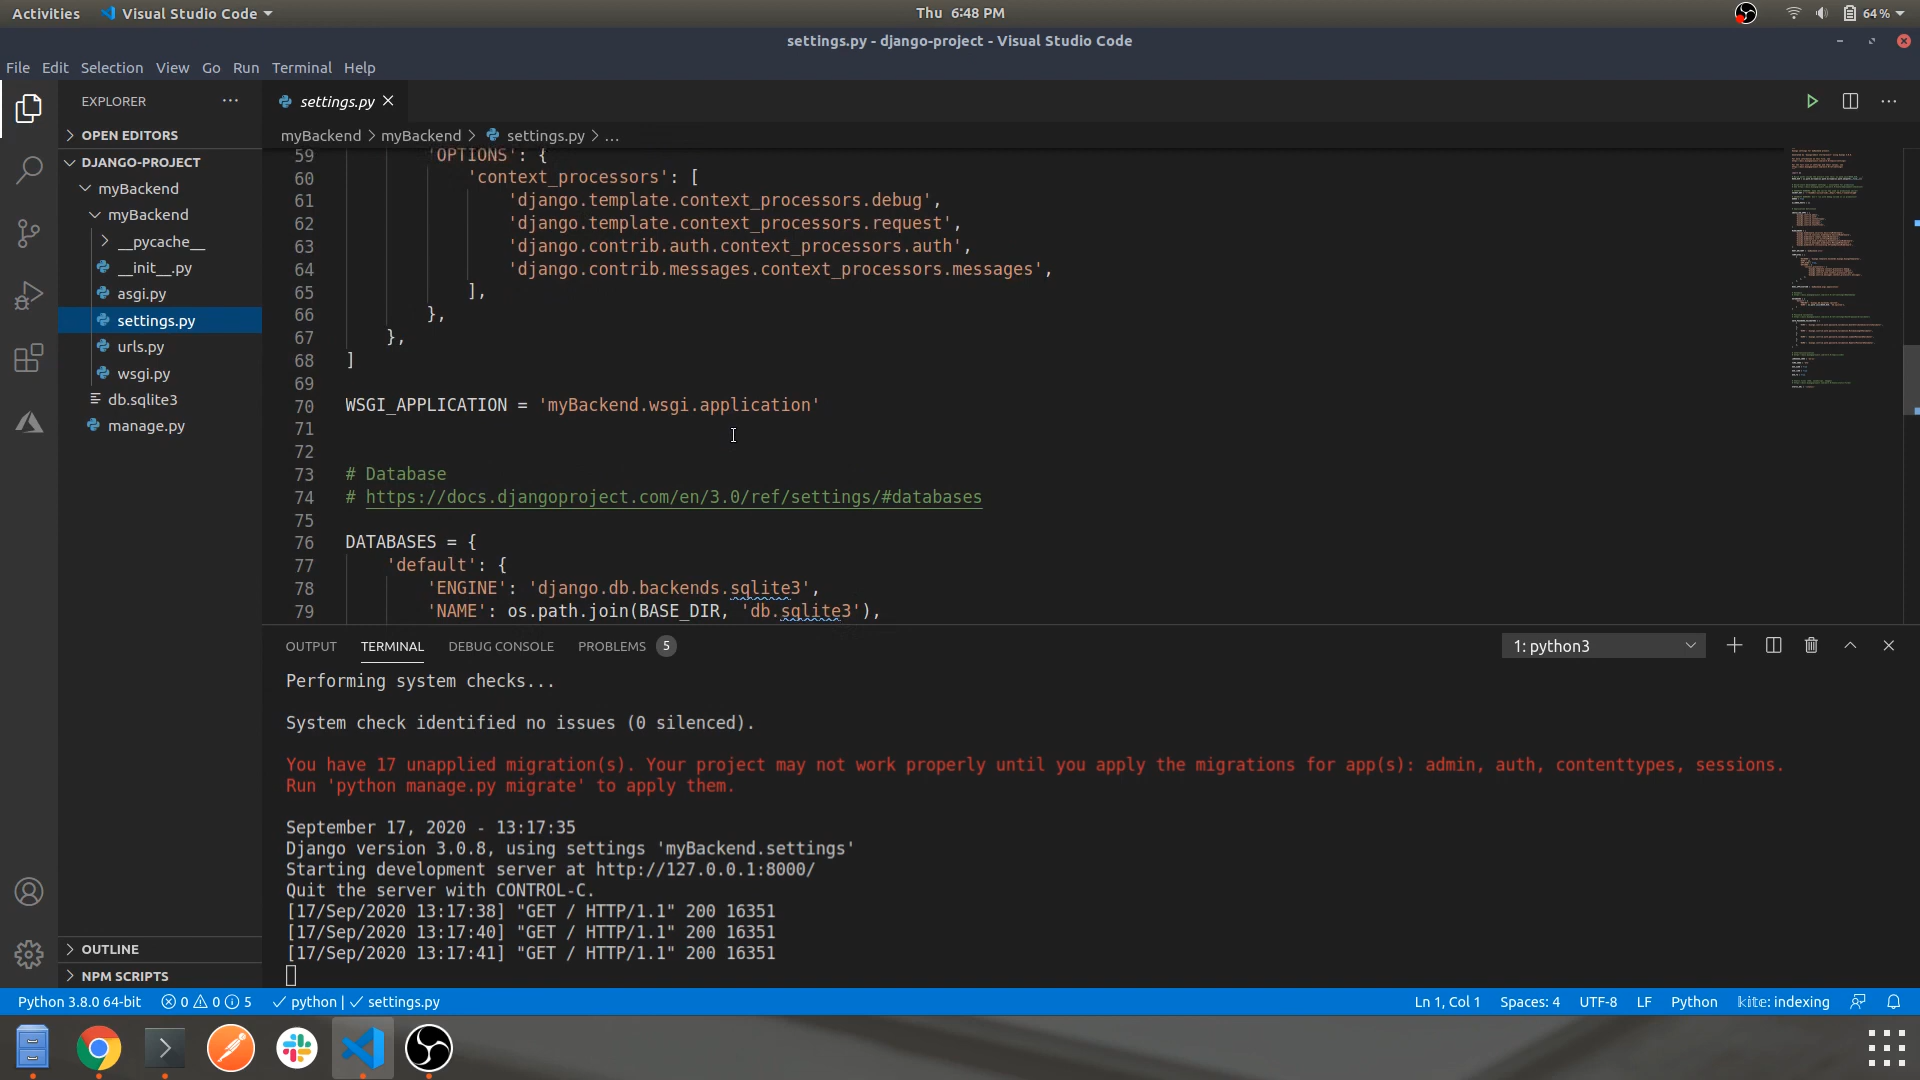 Activities
Visual Studio Code
Thu 6:48 PM
64 %
settings.py - django-project - Visual Studio Code
File Edit Selection View Go Run Terminal Help
EXPLORER
OPEN EDITORS
DJANGO-PROJECT
myBackend
myBackend
__pycache__
__init__.py
asgi.py
settings.py
urls.py
wsgi.py
db.sqlite3
manage.py
OUTLINE
NPM SCRIPTS
settings.py
myBackend > myBackend > settings.py > ...
59 'OPTIONS': {
60 'context_processors': [
61 'django.template.context_processors.debug',
62 'django.template.context_processors.request',
63 'django.contrib.auth.context_processors.auth',
64 'django.contrib.messages.context_processors.messages',
65 ],
66 },
67 },
68 ]
69
70 WSGI_APPLICATION = 'myBackend.wsgi.application'
71
72
73 # Database
74 # https://docs.djangoproject.com/en/3.0/ref/settings/#databases
75
76 DATABASES = {
77 'default': {
78 'ENGINE': 'django.db.backends.sqlite3',
79 'NAME': os.path.join(BASE_DIR, 'db.sqlite3'),
OUTPUT TERMINAL DEBUG CONSOLE PROBLEMS 5
1: python3
Performing system checks...
System check identified no issues (0 silenced).
You have 17 unapplied migration(s). Your project may not work properly until you apply the migrations for app(s): admin, auth, contenttypes, sessions.
Run 'python manage.py migrate' to apply them.
September 17, 2020 - 13:17:35
Django version 3.0.8, using settings 'myBackend.settings'
Starting development server at http://127.0.0.1:8000/
Quit the server with CONTROL-C.
[17/Sep/2020 13:17:38] "GET / HTTP/1.1" 200 16351
[17/Sep/2020 13:17:40] "GET / HTTP/1.1" 200 16351
[17/Sep/2020 13:17:41] "GET / HTTP/1.1" 200 16351
Python 3.8.0 64-bit 0 0 5 python | settings.py
Ln 1, Col 1 Spaces: 4 UTF-8 LF Python kite: indexing